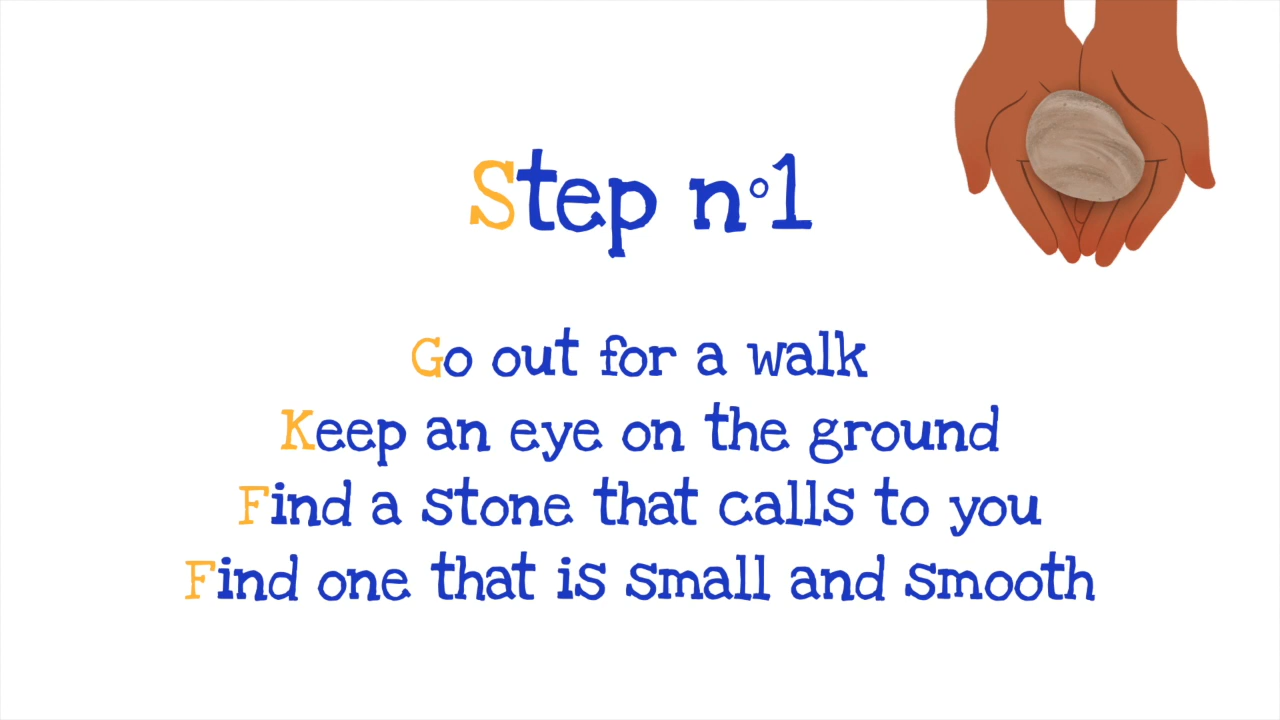 Step n°1
Go out for a walk
Keep an eye on the ground
Find a stone that calls to you
Find one that is small and smooth